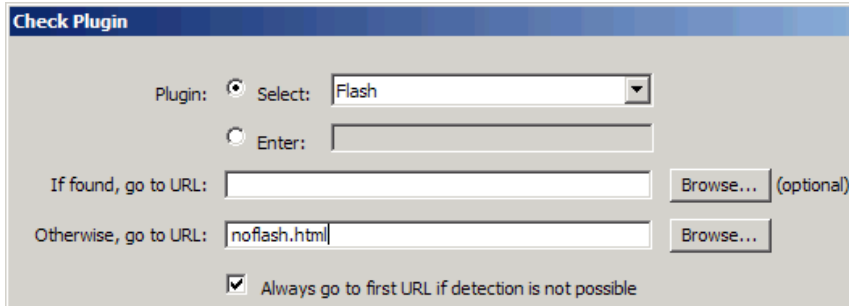 Check Plugin
Plugin: Select: Flash
Enter:
If found, go to URL: Browse... (optional)
Otherwise, go to URL: noflash.html Browse...
Always go to first URL if detection is not possible